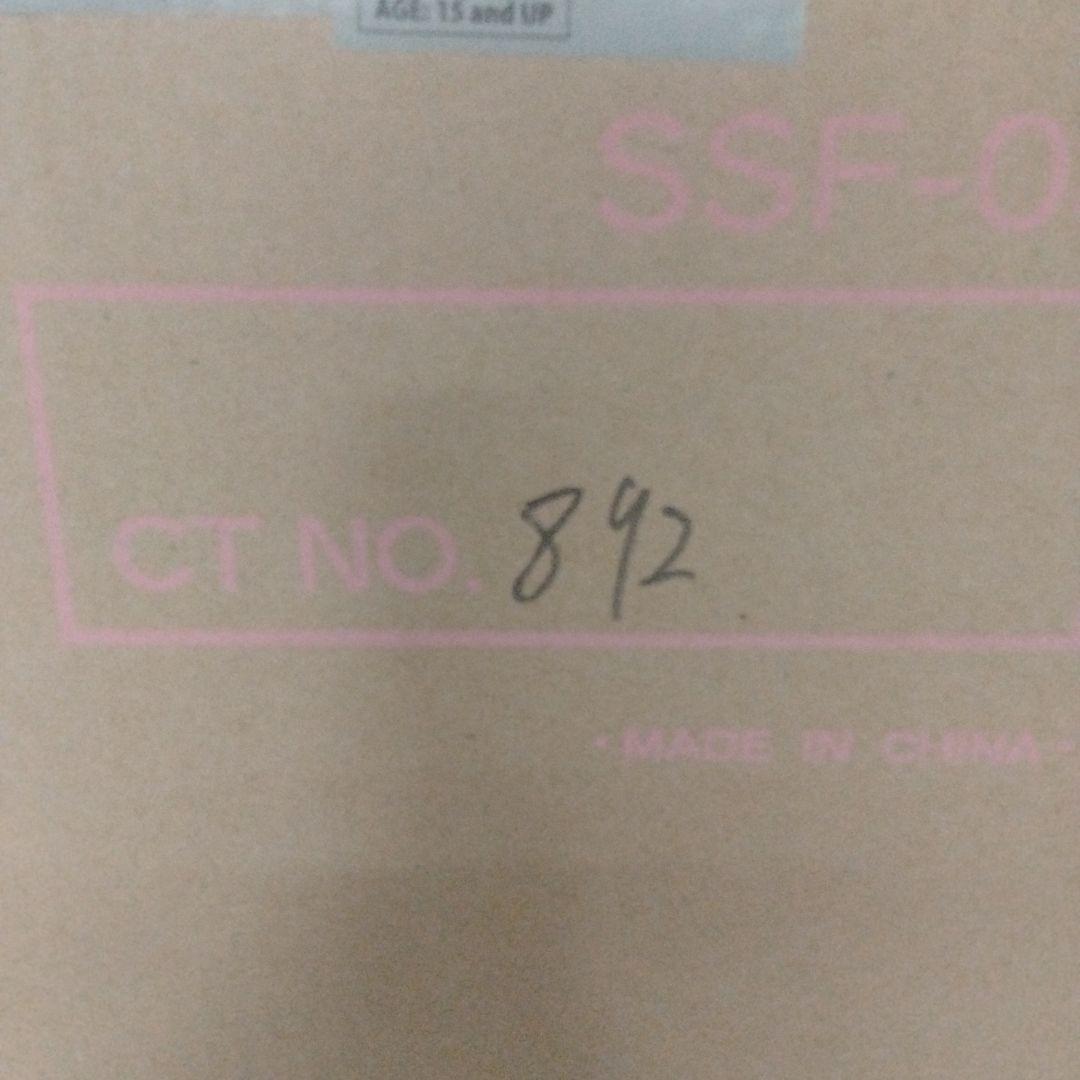 AGE: 15 and UP
SSF-0
CT NO. 892
·MADE IN CHINA-